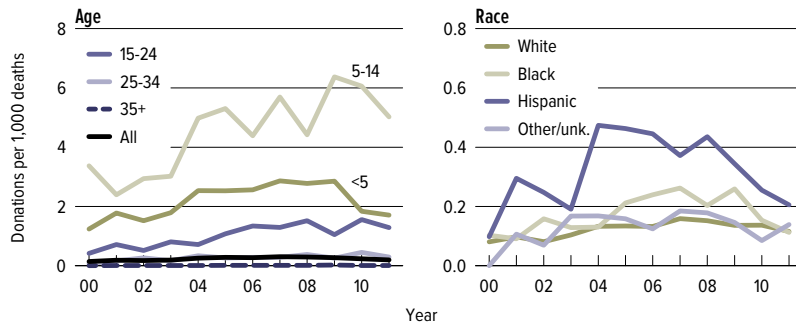 Age
Donations per 1,000 deaths
8
6
4
2
0
15-24
25-34
35+
All
5-14
<5
00 02 04 06 08 10
Race
0.8
0.6
0.4
0.2
0.0
White
Black
Hispanic
Other/unk.
00 02 04 06 08 10
Year